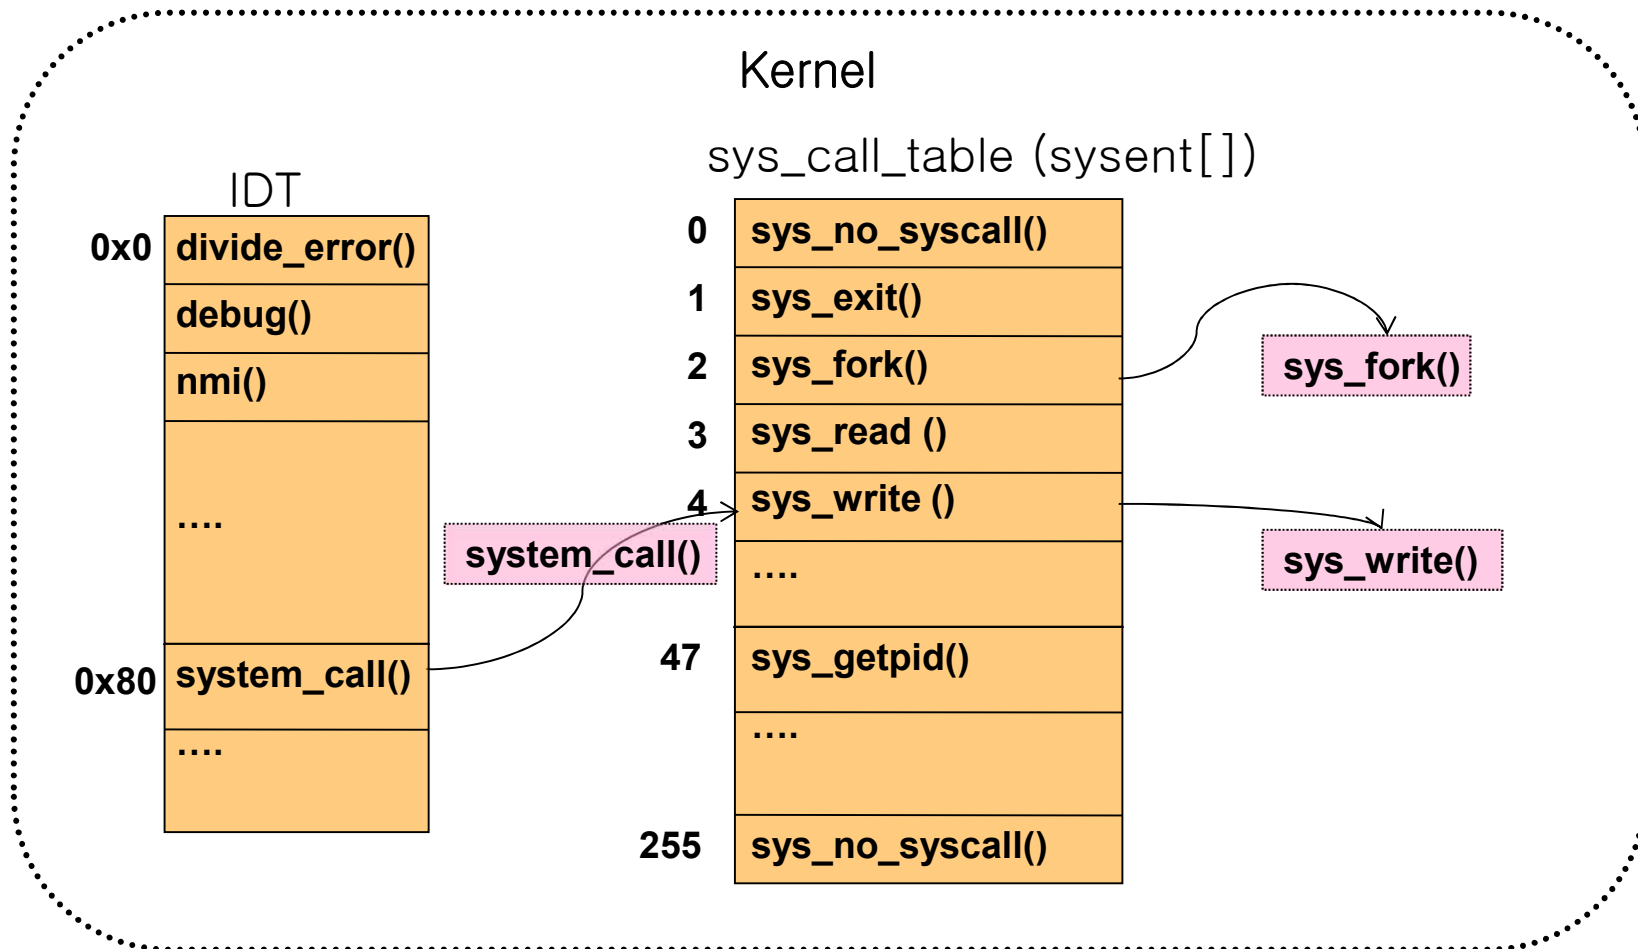 Kernel
IDT
0x0 divide_error()
debug()
nmi()
....
0x80 system_call()
....
system_call()
sys_call_table (sysent[])
0 sys_no_syscall()
1 sys_exit()
2 sys_fork()
3 sys_read ()
4 sys_write ()
....
47 sys_getpid()
....
255 sys_no_syscall()
sys_fork()
sys_write()